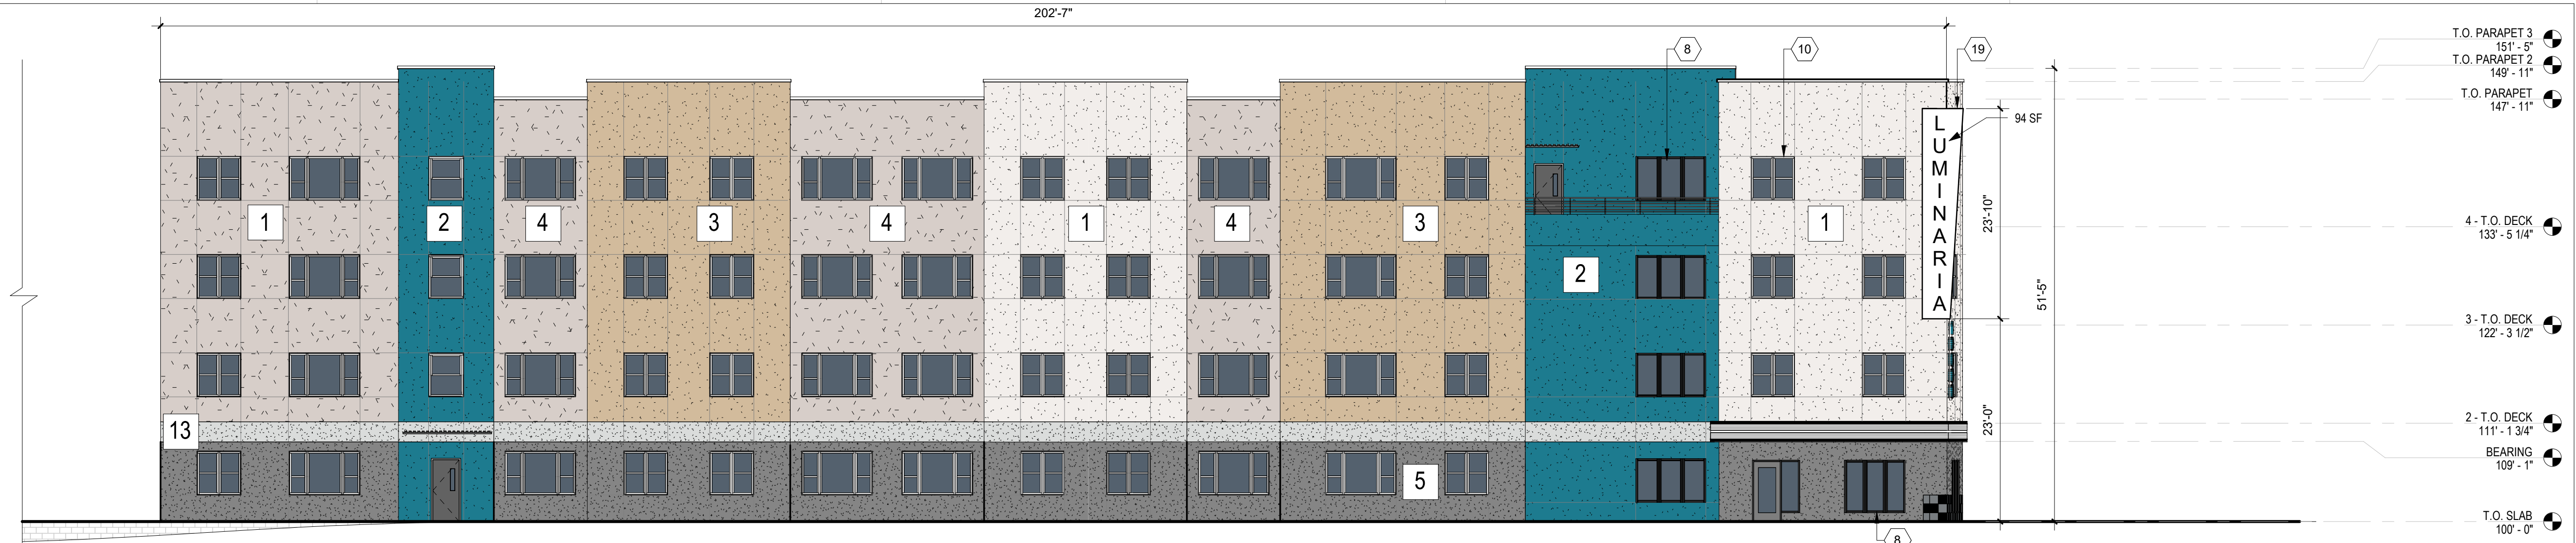 202'-7"
8
10
19
T.O. PARAPET 3
151' - 5"
T.O. PARAPET 2
149' - 11"
T.O. PARAPET
147' - 11"
94 SF
LUMINARIA
1
2
4
3
4
1
4
3
2
1
23'-10"
51'-5"
4 - T.O. DECK
133' - 5 1/4"
3 - T.O. DECK
122' - 3 1/2"
13
23'-0"
2 - T.O. DECK
111' - 1 3/4"
BEARING
109' - 1"
5
T.O. SLAB
100' - 0"
8